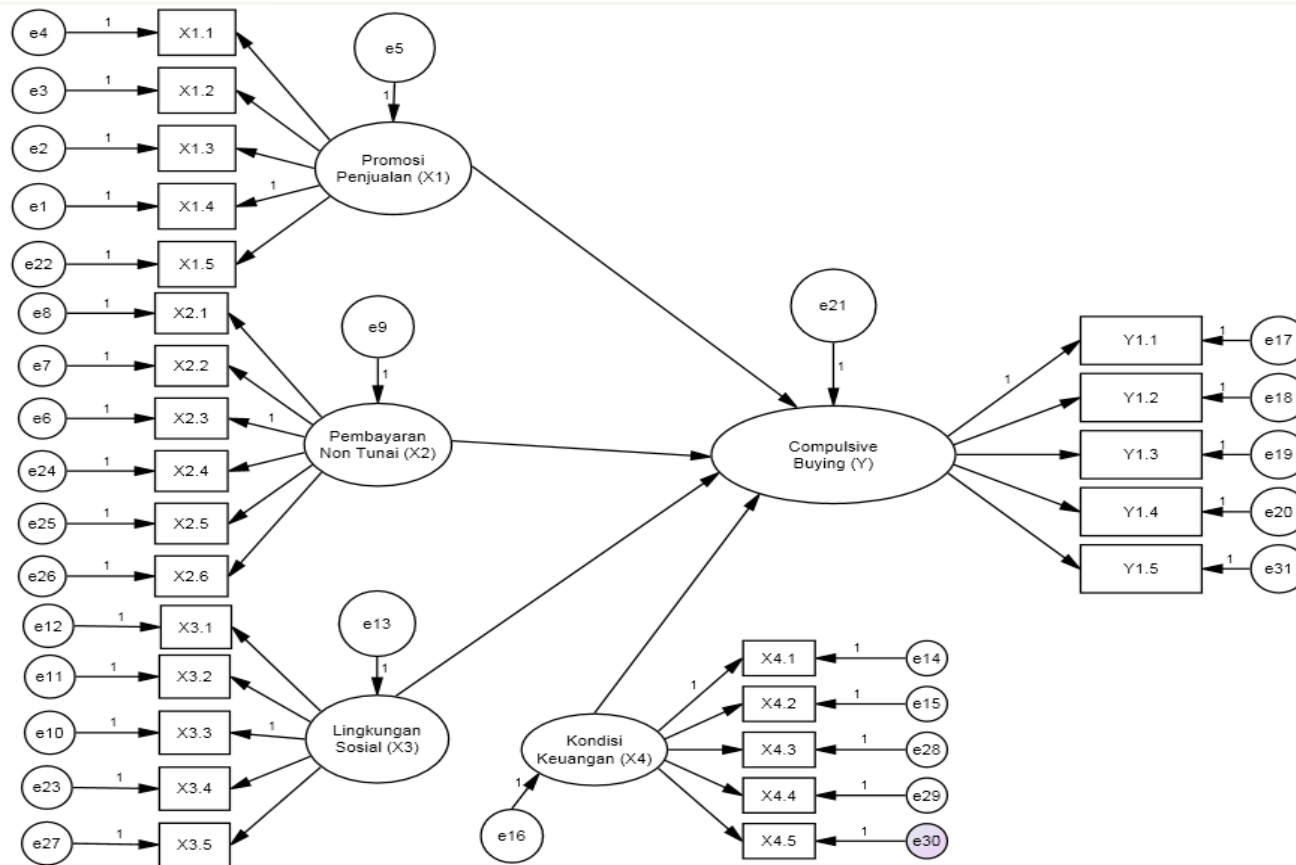 e4
1
X1.1
e3
1
X1.2
e2
1
X1.3
e1
1
X1.4
1
e22
1
X1.5
e5
1
Promosi
Penjualan (X1)
e8
1
X2.1
e7
1
X2.2
e6
1
X2.3
1
e24
1
X2.4
e25
1
X2.5
e26
1
X2.6
e9
1
Pembayaran
Non Tunai (X2)
e12
1
X3.1
e11
1
X3.2
e10
1
X3.3
1
e23
1
X3.4
e27
1
X3.5
e13
1
Lingkungan
Sosial (X3)
e21
1
Compulsive
Buying (Y)
1
Y1.1
1
e17
Y1.2
1
e18
Y1.3
1
e19
Y1.4
1
e20
Y1.5
1
e31
Kondisi
Keuangan (X4)
1
e16
1
X4.1
1
e14
X4.2
1
e15
X4.3
1
e28
X4.4
1
e29
X4.5
1
e30